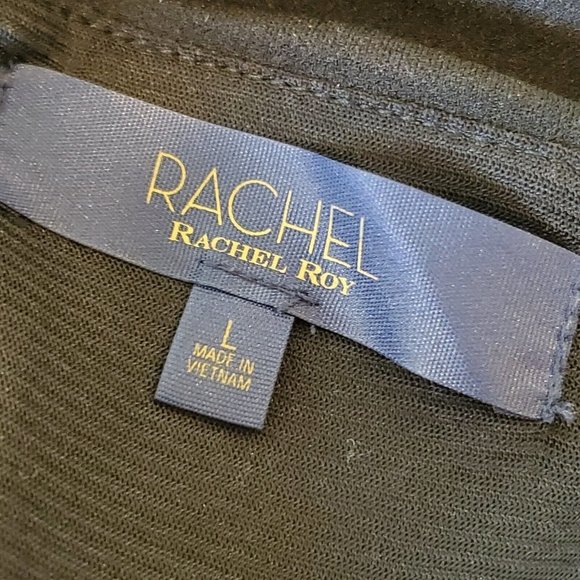 RACHEL
RACHEL ROY
L
MADE IN
VIETNAM